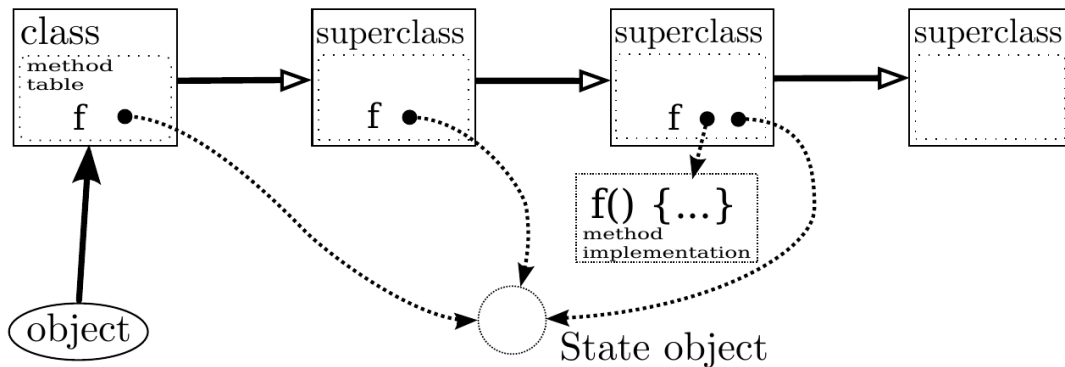 class
method
table
f
superclass
f
superclass
f
superclass
f() {...}
method
implementation
object
State object